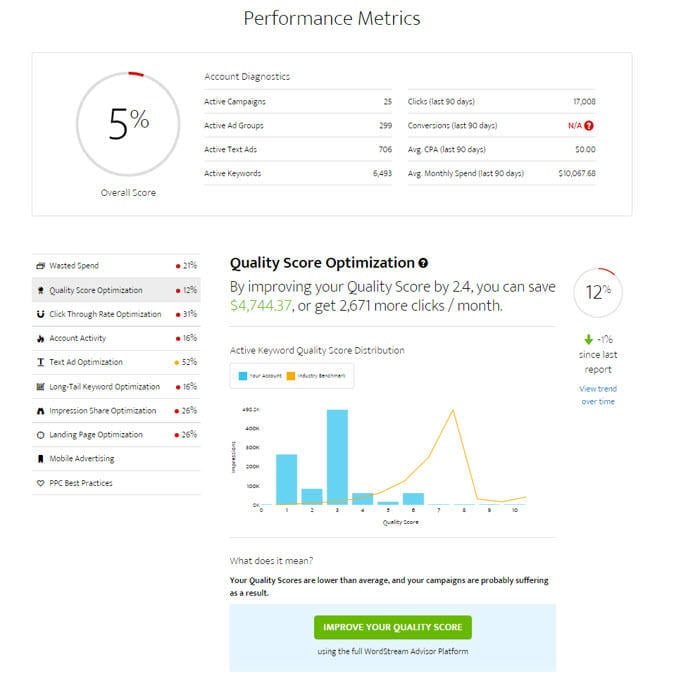 Performance Metrics
5%
Overall Score
Account Diagnostics
Active Campaigns 25
Active Ad Groups 299
Active Text Ads 706
Active Keywords 6,493
Clicks (last 90 days) 17,008
Conversions (last 90 days) N/A ?
Avg. CPA (last 90 days) $0.00
Avg. Monthly Spend (last 90 days) $10,067.68
Wasted Spend 21%
Quality Score Optimization 12%
Click Through Rate Optimization 31%
Account Activity 16%
Text Ad Optimization 52%
Long-Tail Keyword Optimization 16%
Impression Share Optimization 26%
Landing Page Optimization 26%
Mobile Advertising
PPC Best Practices
Quality Score Optimization ?
By improving your Quality Score by 2.4, you can save
$4,744.37, or get 2,671 more clicks / month.
12%
-1%
since last
report
View trend
over time
Active Keyword Quality Score Distribution
Your Account Industry Benchmark
400K
300K
200K
100K
0K
Impressions
0 1 2 3 4 5 6 7 8 9 10
Quality Score
What does it mean?
Your Quality Scores are lower than average, and your campaigns are probably suffering
as a result.
IMPROVE YOUR QUALITY SCORE
using the full WordStream Advisor Platform